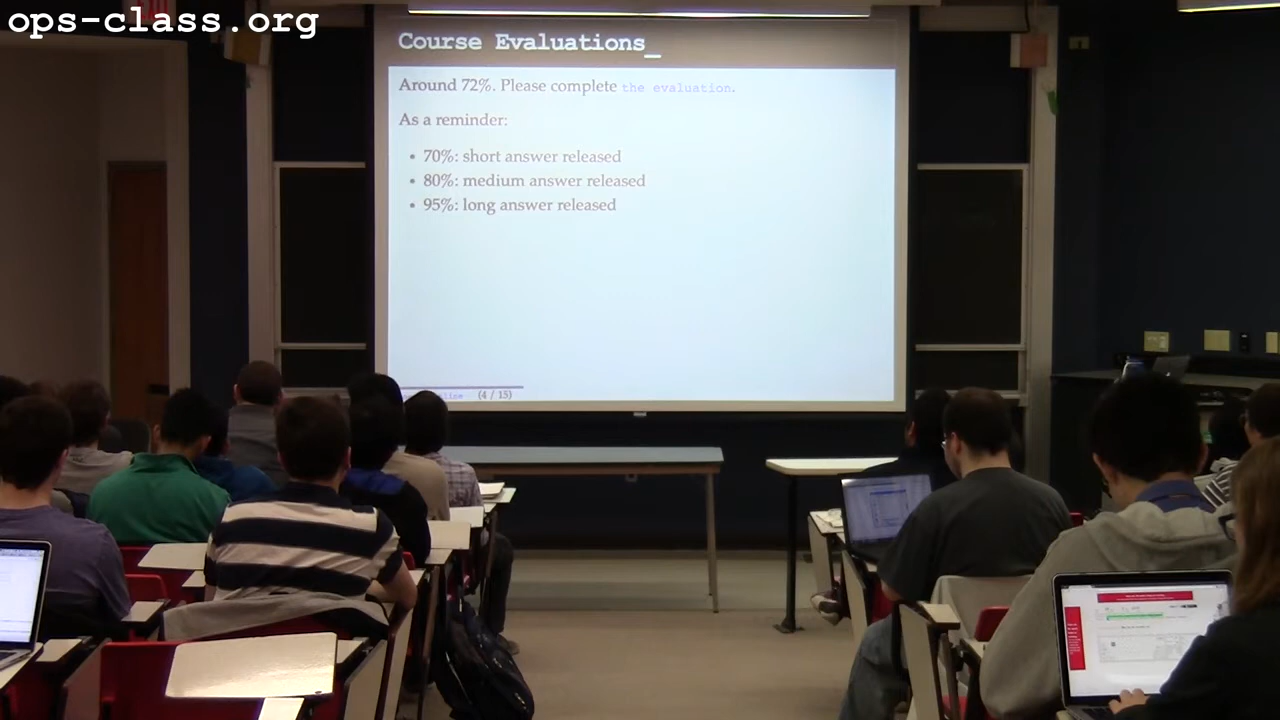 ops-class.org
Course Evaluations_
Around 72%. Please complete the evaluation.
As a reminder:
• 70%: short answer released
• 80%: medium answer released
• 95%: long answer released
(4 / 15)